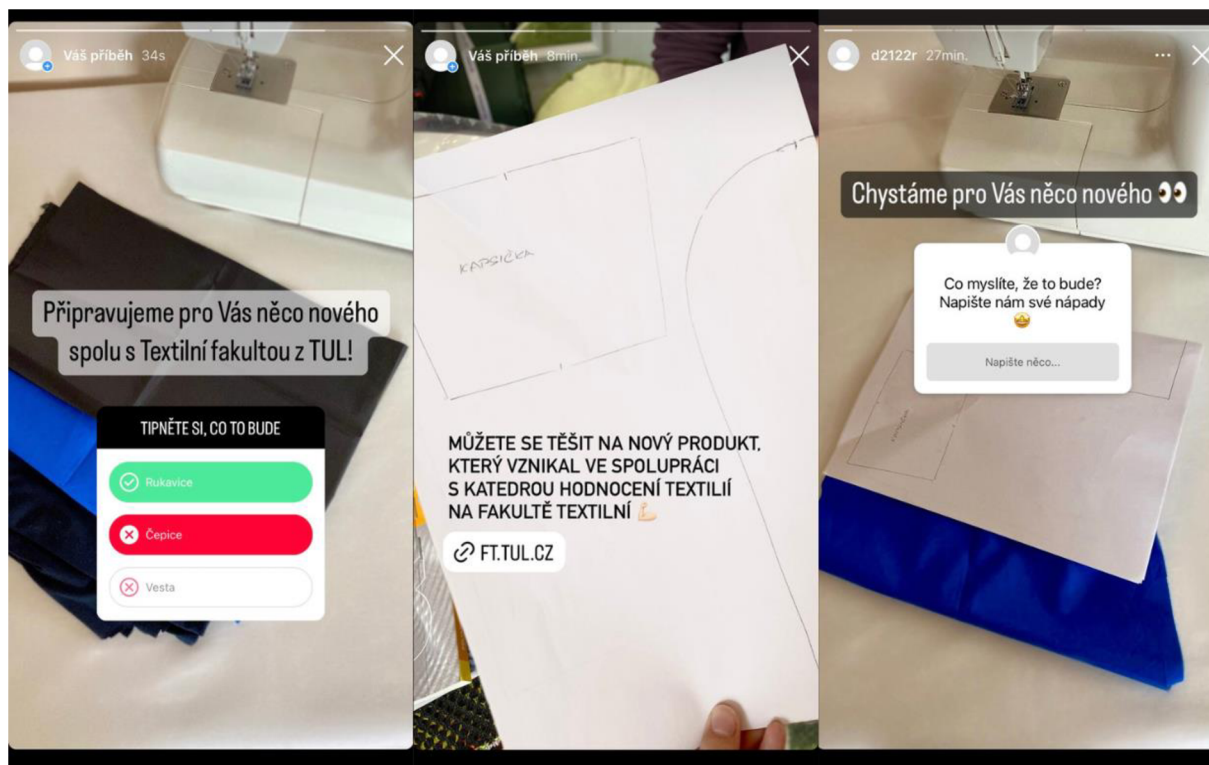 Váš příběh 34s
Připravujeme pro Vás něco nového
spolu s Textilní fakultou z TUL!
TIPNĚTE SI, CO TO BUDE
Rukavice
Čepice
Vesta
Váš příběh 8min.
KAPSIČKA
MŮŽETE SE TĚŠIT NA NOVÝ PRODUKT,
KTERÝ VZNIKAL VE SPOLUPRÁCI
S KATEDROU HODNOCENÍ TEXTILIÍ
NA FAKULTĚ TEXTILNÍ 💪🏻
FT.TUL.CZ
d2122r 27min.
Chystáme pro Vás něco nového 👀
Co myslíte, že to bude?
Napište nám své nápady
🤩
Napište něco...
KAPSIČKA